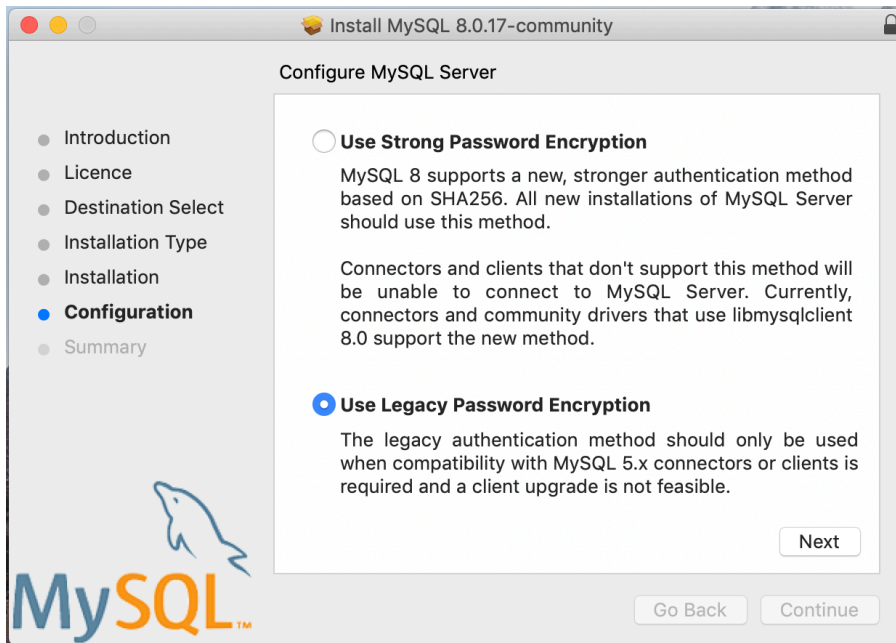 Install MySQL 8.0.17-community
Configure MySQL Server
Introduction
Licence
Destination Select
Installation Type
Installation
Configuration
Summary
Use Strong Password Encryption
MySQL 8 supports a new, stronger authentication method
based on SHA256. All new installations of MySQL Server
should use this method.
Connectors and clients that don't support this method will
be unable to connect to MySQL Server. Currently,
connectors and community drivers that use libmysqlclient
8.0 support the new method.
Use Legacy Password Encryption
The legacy authentication method should only be used
when compatibility with MySQL 5.x connectors or clients is
required and a client upgrade is not feasible.
Next
MySQL™
Go Back Continue